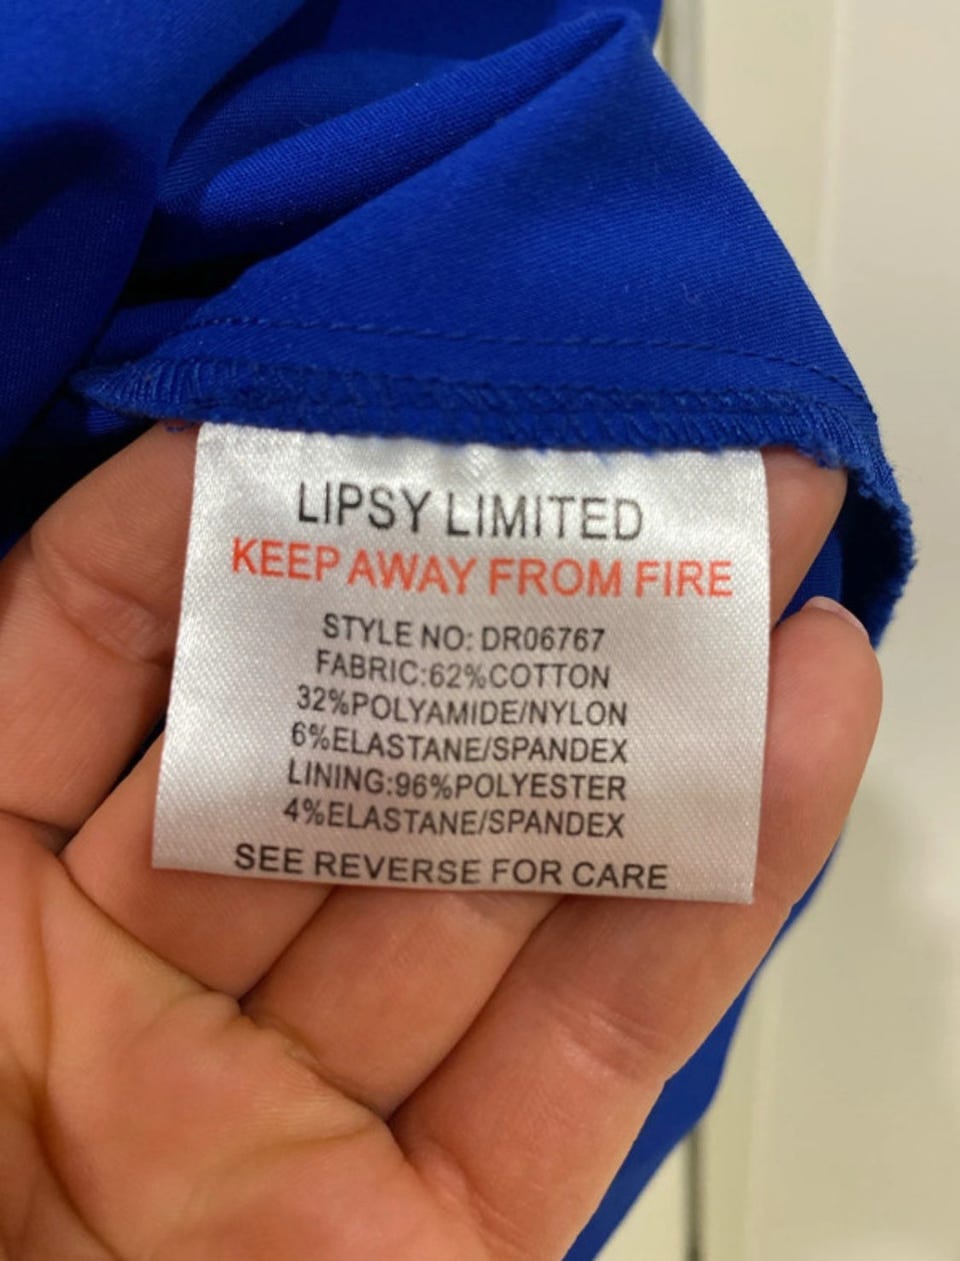 LIPSY LIMITED
KEEP AWAY FROM FIRE
STYLE NO: DR06767
FABRIC:62%COTTON
32%POLYAMIDE/NYLON
6%ELASTANE/SPANDEX
LINING:96%POLYESTER
4%ELASTANE/SPANDEX
SEE REVERSE FOR CARE